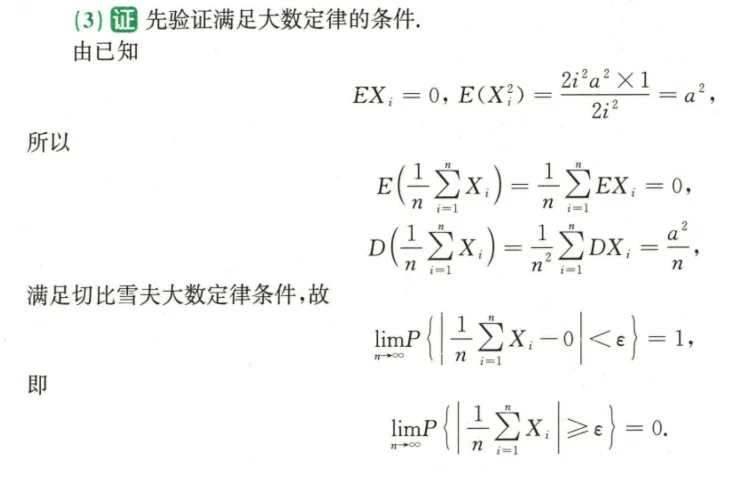 (3) 证 先验证满足大数定律的条件.
由已知
$EX_i = 0, E(X_i^2) = \frac{2i^2a^2 \times 1}{2i^2} = a^2,$
所以
$E\left(\frac{1}{n}\sum_{i=1}^{n}X_i\right) = \frac{1}{n}\sum_{i=1}^{n}EX_i = 0,$
$D\left(\frac{1}{n}\sum_{i=1}^{n}X_i\right) = \frac{1}{n^2}\sum_{i=1}^{n}DX_i = \frac{a^2}{n},$
满足切比雪夫大数定律条件,故
$\lim_{n \to \infty}P\left\{\left|\frac{1}{n}\sum_{i=1}^{n}X_i - 0\right| < \varepsilon\right\} = 1,$
即
$\lim_{n \to \infty}P\left\{\left|\frac{1}{n}\sum_{i=1}^{n}X_i\right| \geqslant \varepsilon\right\} = 0.$